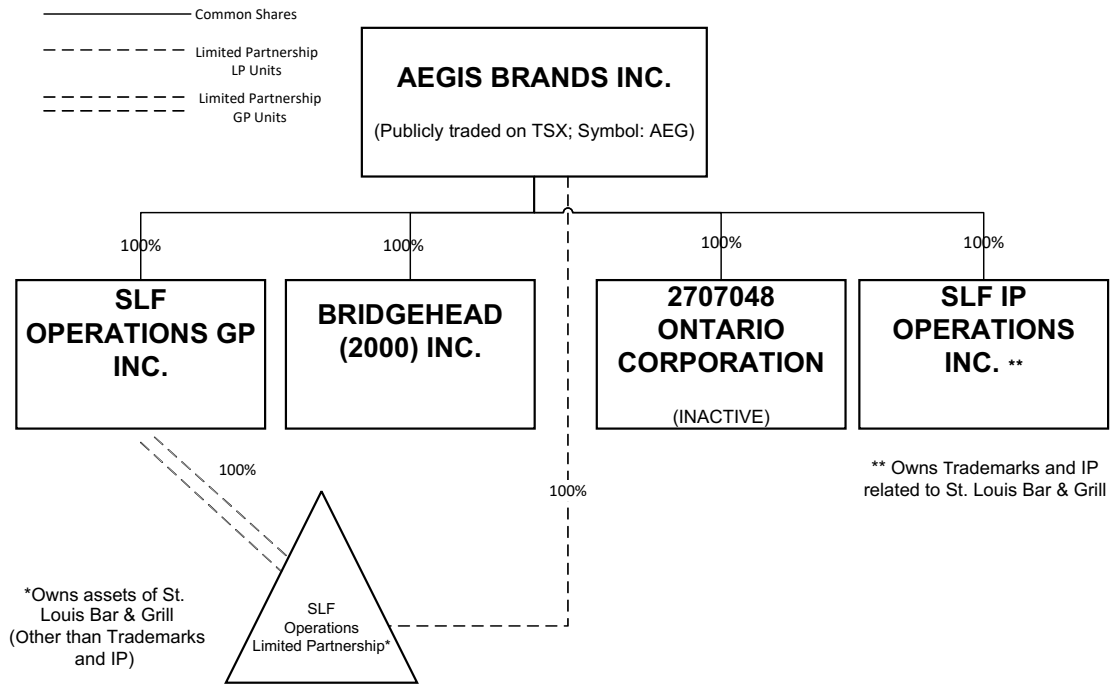 Common Shares
Limited Partnership
LP Units
Limited Partnership
GP Units
AEGIS BRANDS INC.
(Publicly traded on TSX; Symbol: AEG)
100%
100%
100%
100%
SLF
OPERATIONS GP
INC.
BRIDGEHEAD
(2000) INC.
2707048
ONTARIO
CORPORATION
(INACTIVE)
SLF IP
OPERATIONS
INC. **
** Owns Trademarks and IP
related to St. Louis Bar & Grill
100%
100%
*Owns assets of St.
Louis Bar & Grill
(Other than Trademarks
and IP)
SLF
Operations
Limited Partnership*